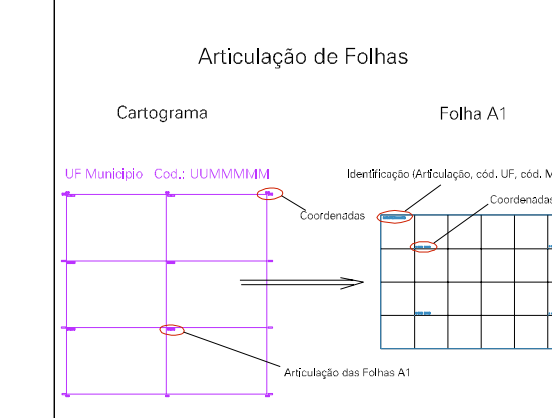 Articulação de Folhas
Cartograma
Folha A1
UF Municipio Cod.: UUMMMMM
Identificação (Articulação, cód. UF, cód. M
Coordenadas
Coordenadas
Articulação das Folhas A1